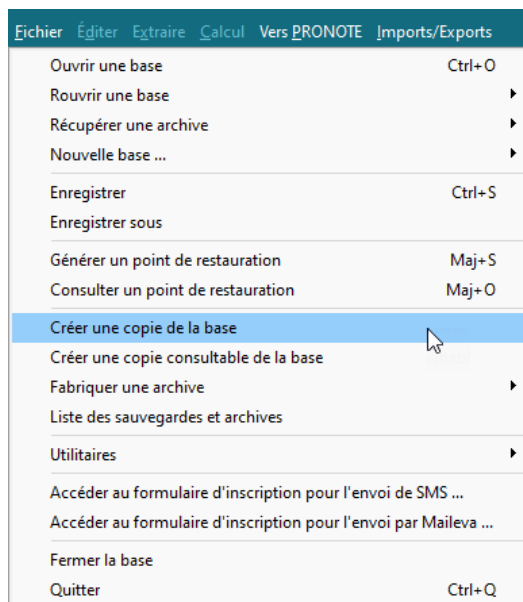 Fichier Éditer Extraire Calcul Vers PRONOTE Imports/Exports
Ouvrir une base Ctrl+O
Rouvrir une base
Récupérer une archive
Nouvelle base ...
Enregistrer Ctrl+S
Enregistrer sous
Générer un point de restauration Maj+S
Consulter un point de restauration Maj+O
Créer une copie de la base
Créer une copie consultable de la base
Fabriquer une archive
Liste des sauvegardes et archives
Utilitaires
Accéder au formulaire d'inscription pour l'envoi de SMS ...
Accéder au formulaire d'inscription pour l'envoi par Maileva ...
Fermer la base
Quitter Ctrl+Q